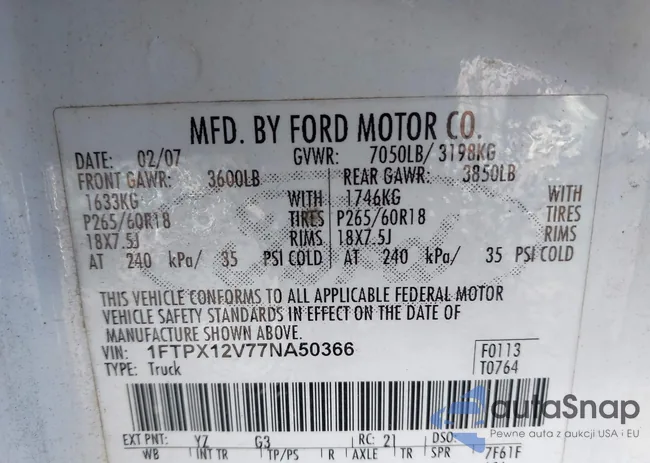 MFD. BY FORD MOTOR CO.
DATE: 02/07 GVWR: 7050LB/ 3198KG
FRONT GAWR: 3600LB REAR GAWR: 3850LB
1633KG WITH 1746KG WITH
P265/60R18 TIRES P265/60R18 TIRES
18X7.5J RIMS 18X7.5J RIMS
AT 240 kPa/ 35 PSI COLD AT 240 kPa/ 35 PSI COLD
THIS VEHICLE CONFORMS TO ALL APPLICABLE FEDERAL MOTOR
VEHICLE SAFETY STANDARDS IN EFFECT ON THE DATE OF
MANUFACTURE SHOWN ABOVE.
VIN: 1FTPX12V77NA50366 F0113
TYPE: Truck T0764
autaSnap
Pewne auta z aukcji USA i EU
EXT PNT: YZ G3 RC: 21 DSO:
WB INT TR TP/PS R AXLE TR SPR 7F61F